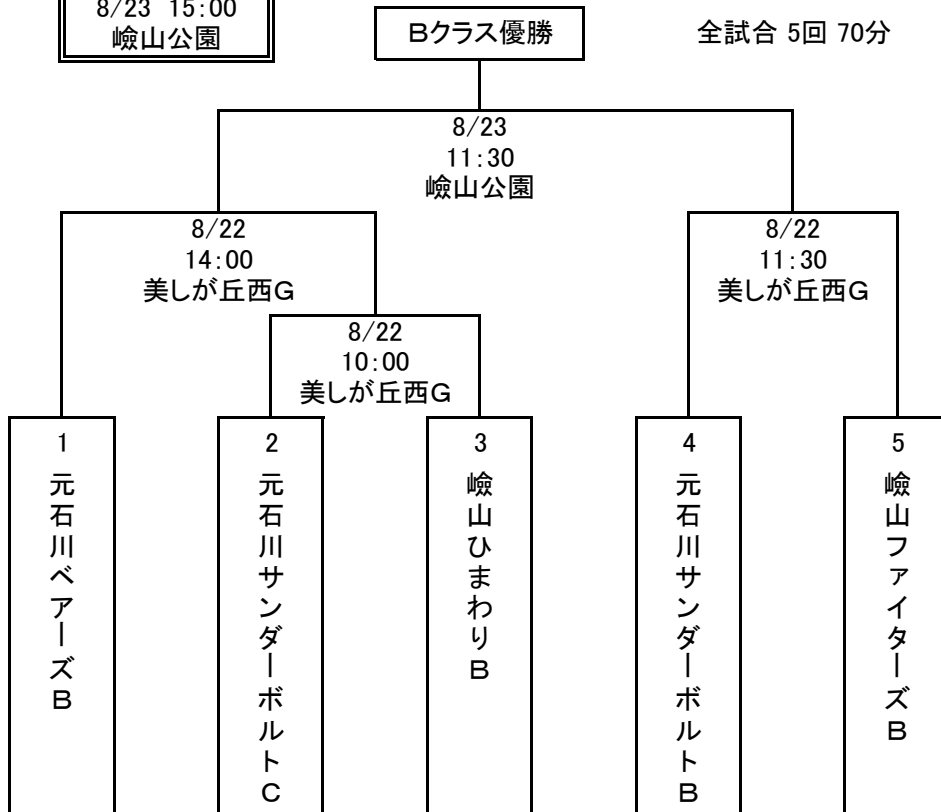 8/23 15:00
嶮山公園
Bクラス優勝
全試合 5回 70分
8/23
11:30
嶮山公園
8/22
14:00
美しが丘西G
8/22
11:30
美しが丘西G
8/22
10:00
美しが丘西G
1
元石川ベアーズB
2
元石川サンダーボルトC
3
嶮山ひまわりB
4
元石川サンダーボルトB
5
嶮山ファイターズB